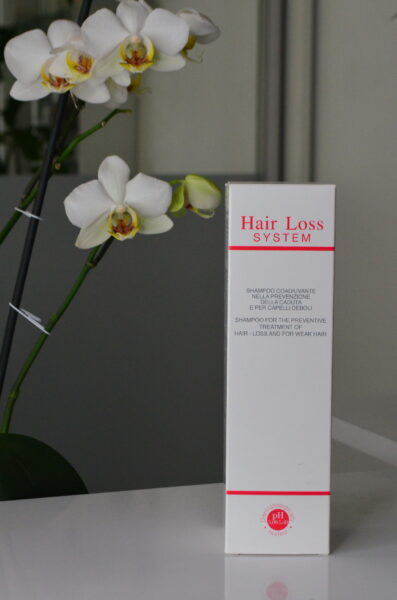 Hair Loss
SYSTEM
SHAMPOO COADIUVANTE
NELLA PREVENZIONE
DELLA CADUTA
E PER CAPELLI DEBOLI
SHAMPOO FOR THE PREVENTIVE
TREATMENT OF
HAIR - LOSS AND FOR WEAK HAIR
pH